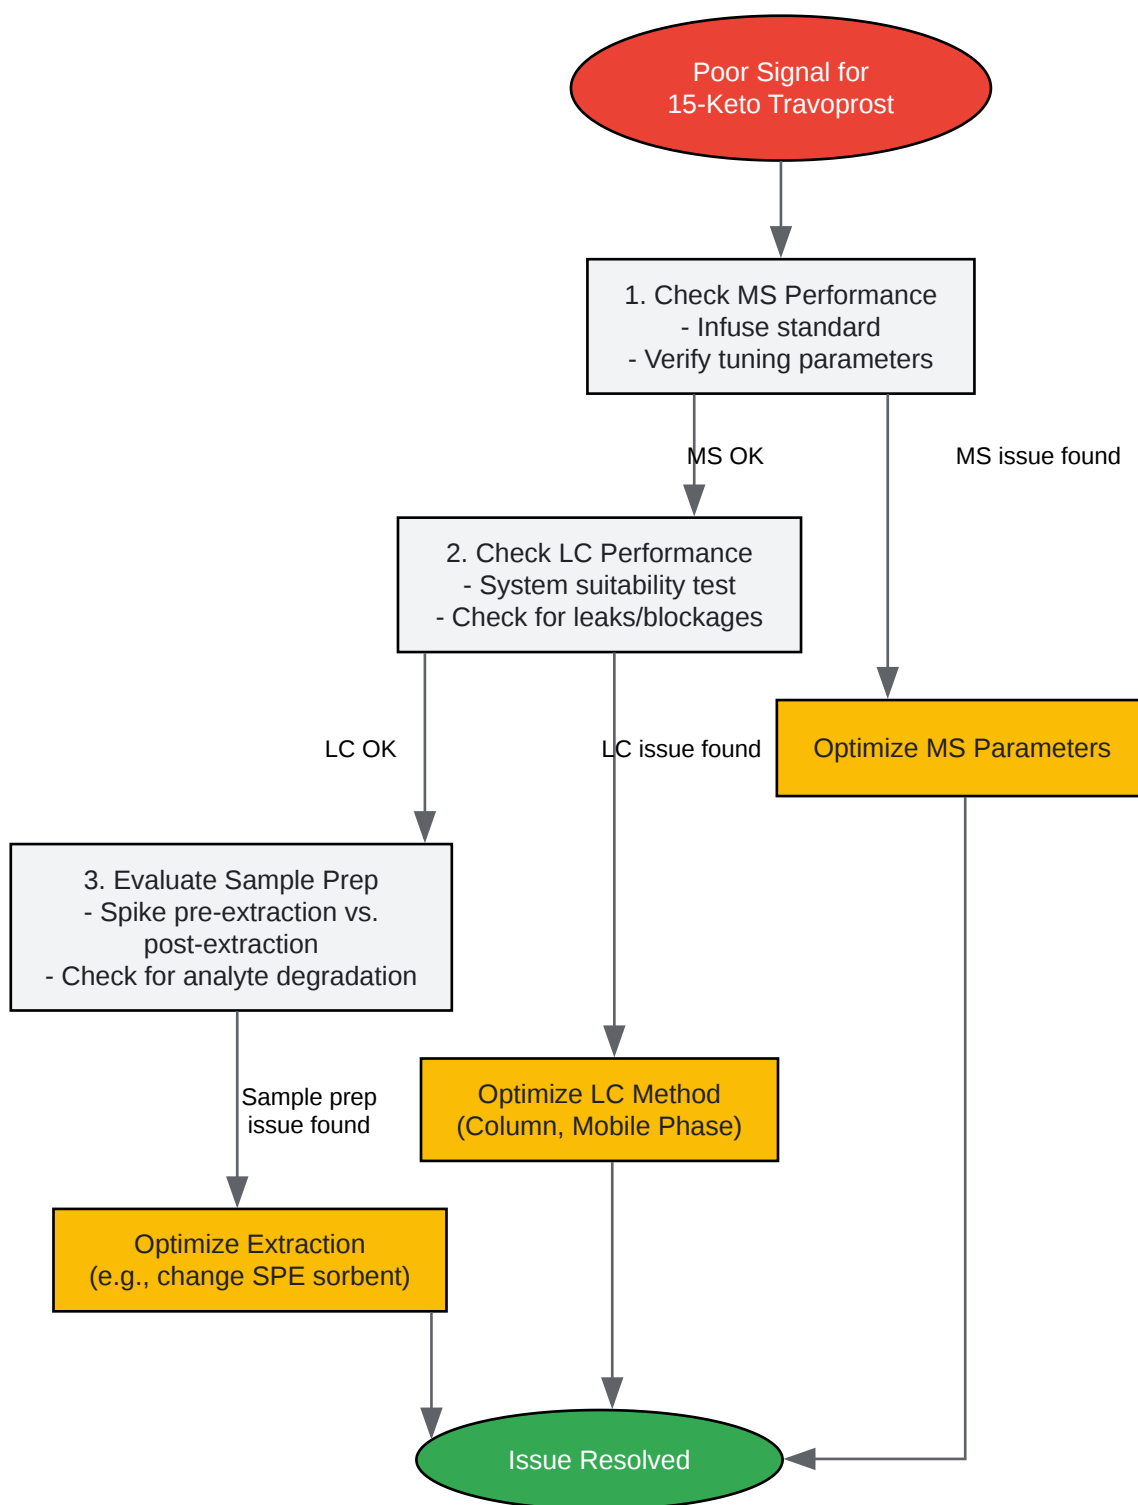 Poor Signal for
15-Keto Travoprost
1. Check MS Performance
- Infuse standard
- Verify tuning parameters
MS OK
MS issue found
2. Check LC Performance
- System suitability test
- Check for leaks/blockages
LC OK
LC issue found
Optimize MS Parameters
3. Evaluate Sample Prep
- Spike pre-extraction vs.
post-extraction
- Check for analyte degradation
Sample prep
issue found
Optimize LC Method
(Column, Mobile Phase)
Optimize Extraction
(e.g., change SPE sorbent)
Issue Resolved